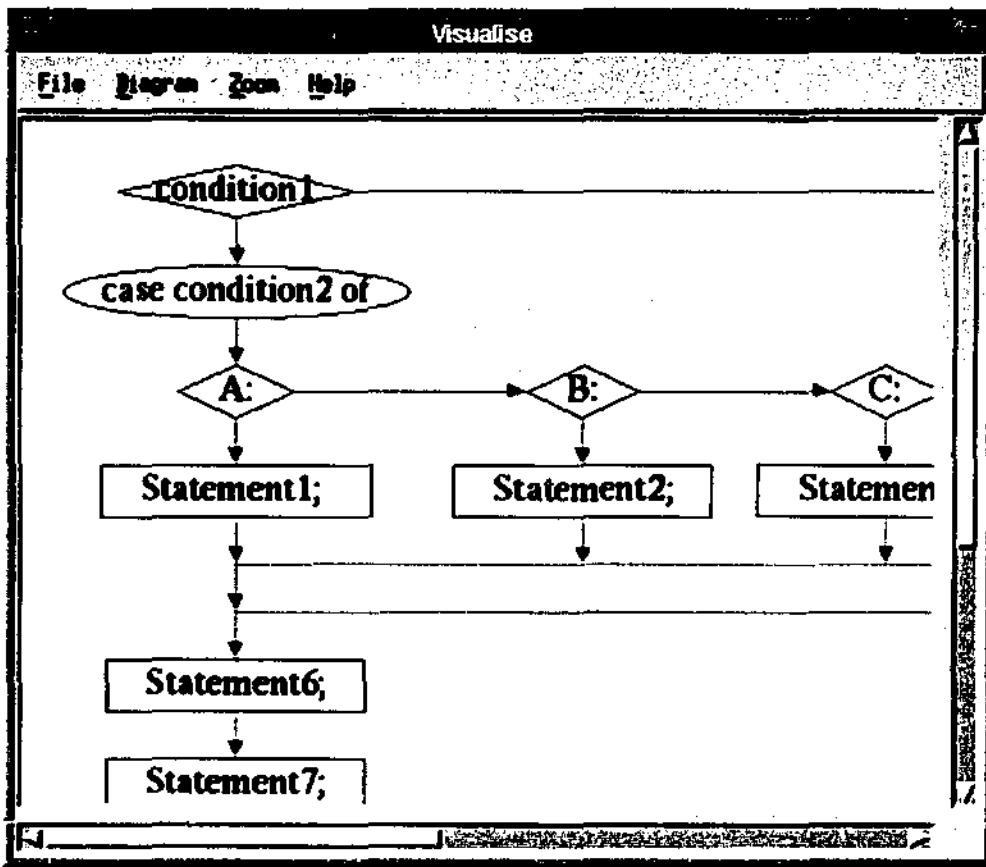 Visualise
File Diagram Zoom Help
condition1
case condition2 of
A: B: C:
Statement1; Statement2; Statemen
Statement6;
Statement7;